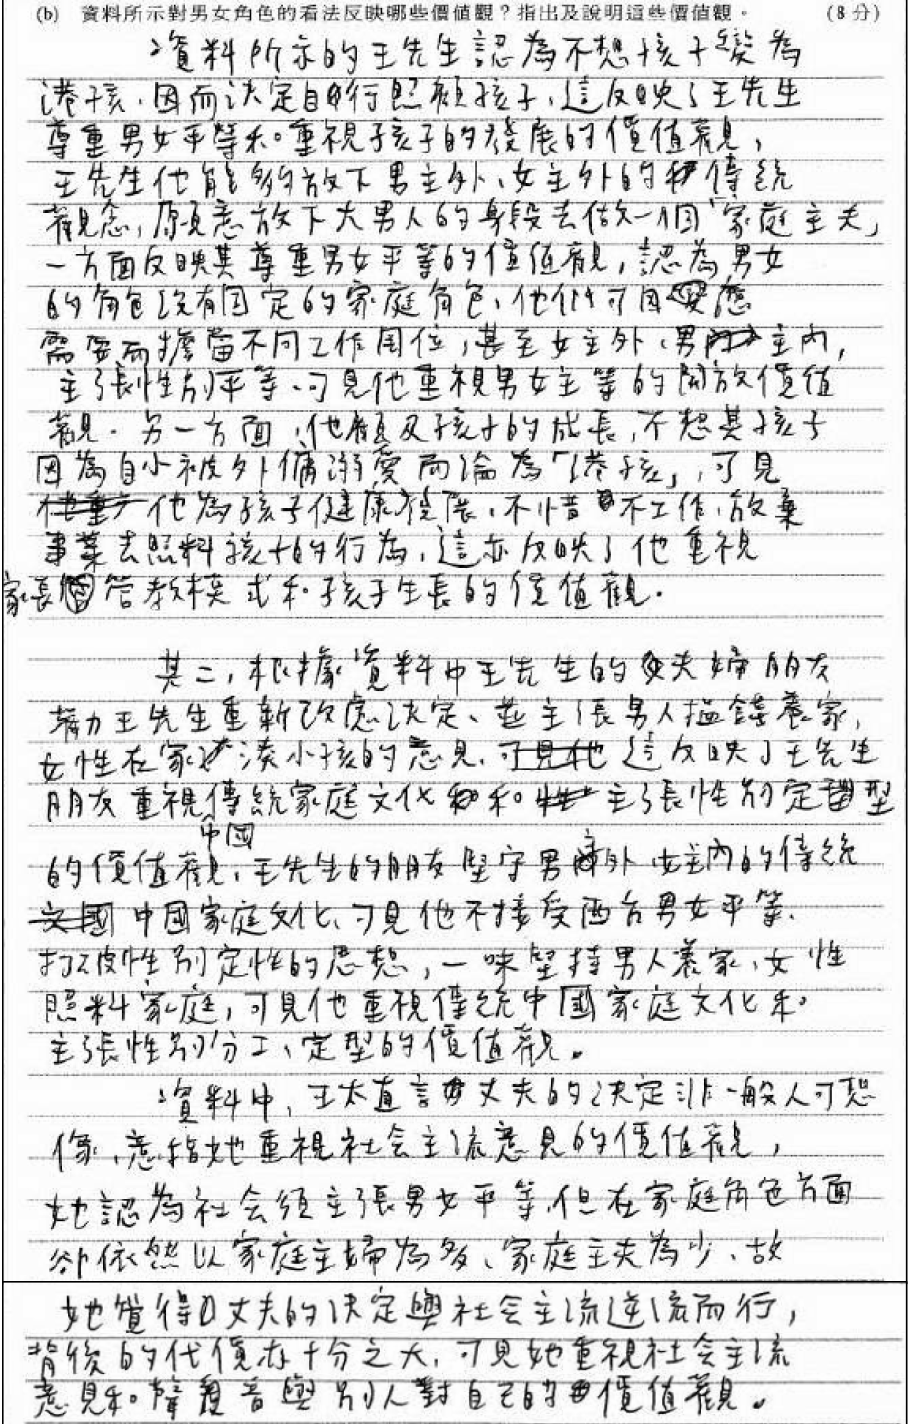 (b) 資料所示對男女角色的看法反映哪些價值觀？指出及說明這些價值觀。 (8 分)
資料所示的王先生認為不想孩子變為
港孩，因而決定自行照顧孩子，這反映了王先生
尊重男女平等和重視子孩子的發展的價值觀，
王先生他能夠放下男主外、女主外的傳統
觀念，願意放下大男人的身段去做一個「家庭主夫」
一方面反映其尊重男女平等的價值觀，認為男女
的角色沒有固定的家庭角色，他們可因應
需要而擔當不同工作岡位，甚至女主外、男主內，
主張性別平等、可見他重視男女主等的開放價值
觀。另一方面，他顧及孩子的成長，不想其孩子
因為自小被外傭溺愛而論為「港孩」，可見
他為孩子健康發展，不惜不工作，放棄
事業去照料孩子的行為，這亦反映了他重視
家長管教模式和孩子生長的價值觀。
其二，根據資料中王先生的夫婦朋友
勸王先生重新改慮決定、並主張男人搵錢養家，
女性在家湊小孩的意見，這反映了王先生
朋友重視傳統家庭文化和主張性別定型
的價值觀，王先生的朋友堅守男主外女主內的傳統
中國家庭文化，可見他不接受西方男女平等、
打破性別定性的思想，一味堅持男人養家、女性
照料家庭，可見他重視傳統中國家庭文化和
主張性別分工、定型的價值觀。
資料中，王太直言丈夫的決定非一般人可想
像，意指她重視社会主流意見的價值觀，
她認為社会須主張男女平等，但在家庭角色方面
卻依然以家庭主婦為多、家庭主夫為少、故
她覺得丈夫的決定與社会主流逆流而行，
背後的代價亦十分之大，可見她重視社会主流
意見和與別人對自己的價值觀。